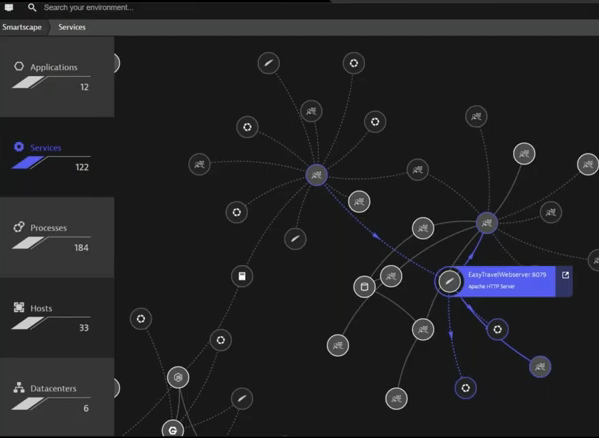 Search your environment...
Smartscape
Services
Applications
12
Services
122
Processes
184
Hosts
33
Datacenters
6
EasyTravelWebserver 8079
Apache HTTP Server